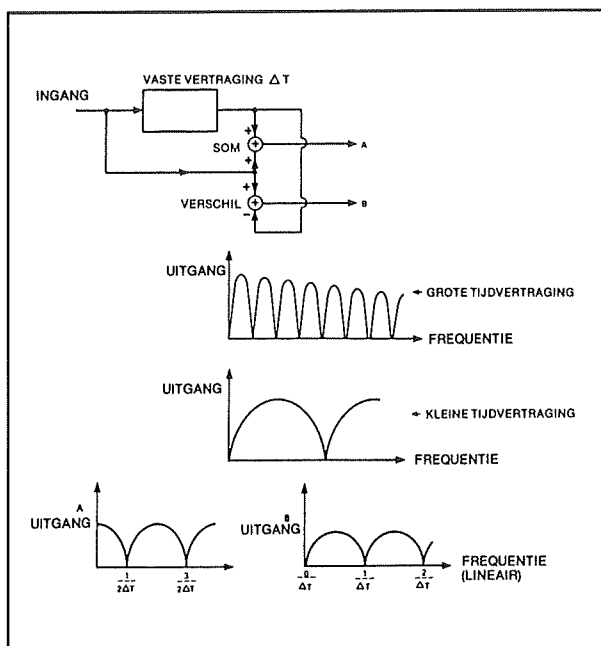 VASTE VERTRAGING ΔT
INGANG
+
SOM
A
+
+
VERSCHIL
B
−
UITGANG
← GROTE TIJDVERTRAGING
FREQUENTIE
UITGANG
← KLEINE TIJDVERTRAGING
FREQUENTIE
A
UITGANG
1/2ΔT
3/2ΔT
B
UITGANG
0/ΔT
1/ΔT
2/ΔT
FREQUENTIE
(LINEAIR)